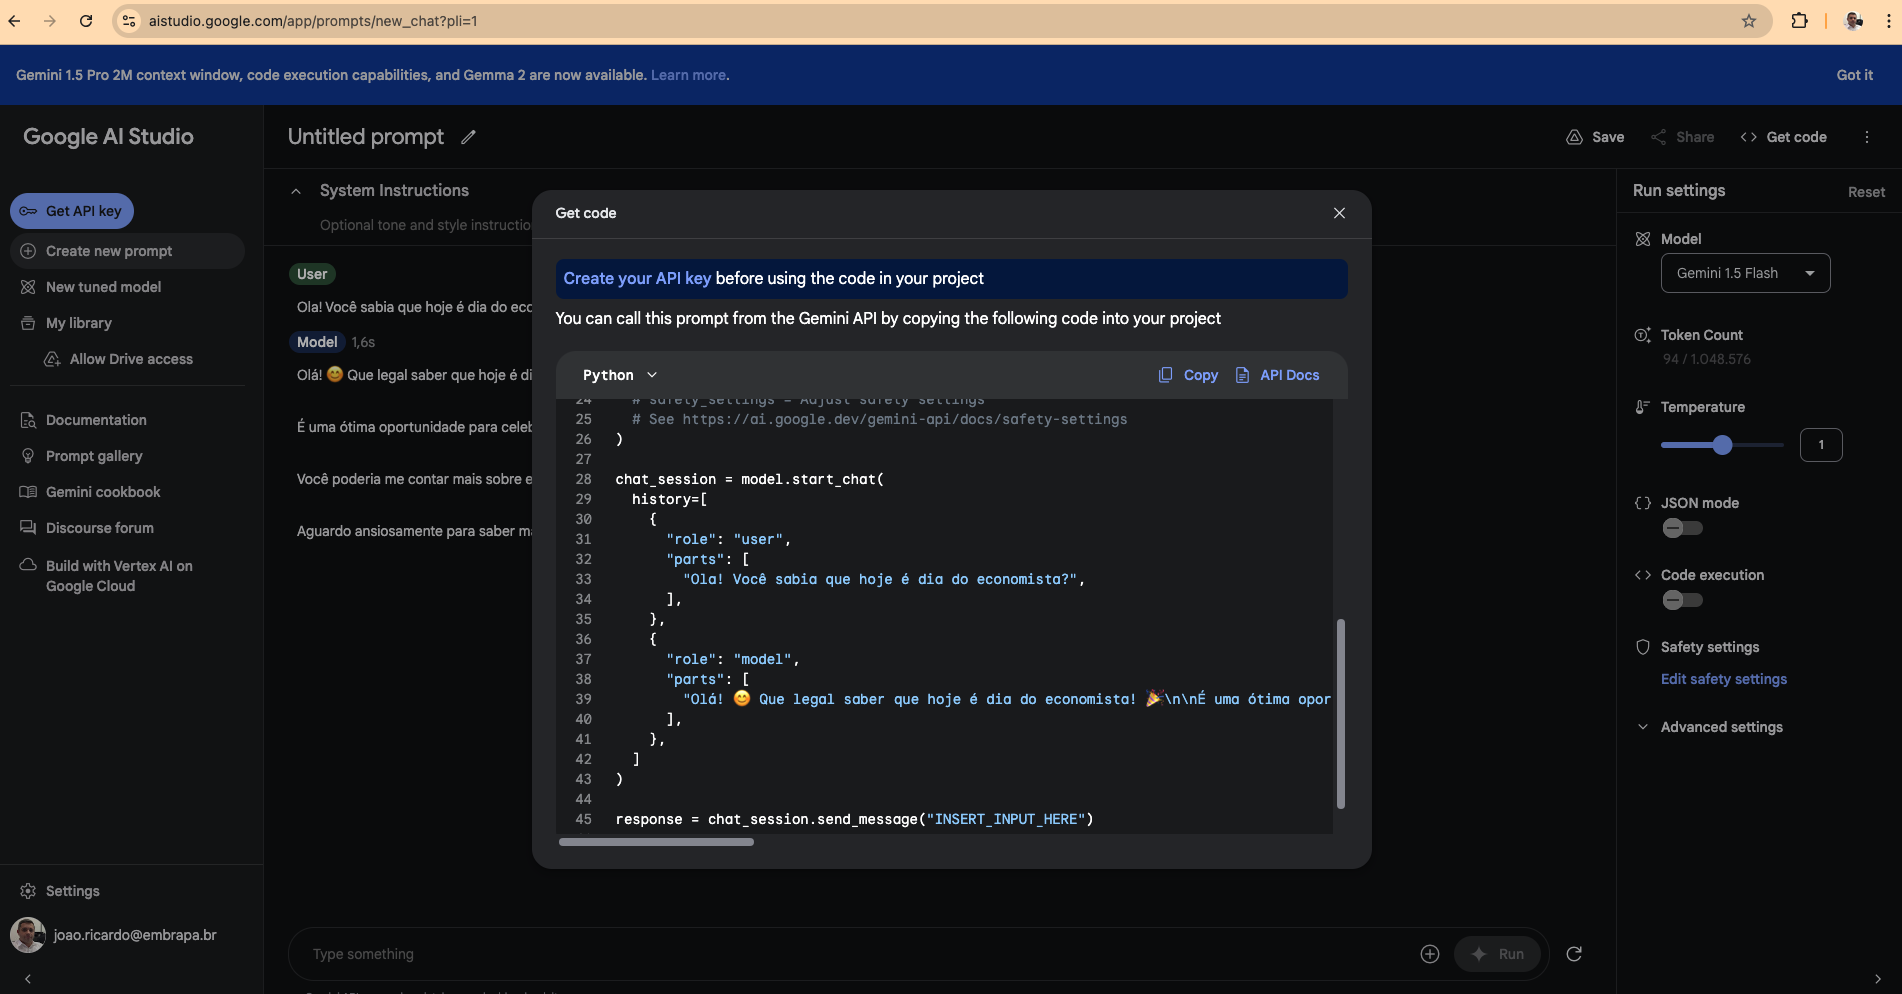 aistudio.google.com/app/prompts/new_chat?pli=1
Gemini 1.5 Pro 2M context window, code execution capabilities, and Gemma 2 are now available. Learn more.
Got it
Google AI Studio
Get API key
Create new prompt
New tuned model
My library
Allow Drive access
Documentation
Prompt gallery
Gemini cookbook
Discourse forum
Build with Vertex AI on
Google Cloud
Settings
joao.ricardo@embrapa.br
Untitled prompt
Save
Share
Get code
System Instructions
Optional tone and style instructio
User
Ola! Você sabia que hoje é dia do eco
Model 1,6s
Olá! 😊 Que legal saber que hoje é di
É uma ótima oportunidade para celeb
Você poderia me contar mais sobre e
Aguardo ansiosamente para saber ma
Get code
Create your API key before using the code in your project
You can call this prompt from the Gemini API by copying the following code into your project
Python
Copy
API Docs
24 # safety_settings = Adjust safety settings
25 # See https://ai.google.dev/gemini-api/docs/safety-settings
26 )
27
28 chat_session = model.start_chat(
29 history=[
30 {
31 "role": "user",
32 "parts": [
33 "Ola! Você sabia que hoje é dia do economista?",
34 ],
35 },
36 {
37 "role": "model",
38 "parts": [
39 "Olá! 😊 Que legal saber que hoje é dia do economista! 🎉\n\nÉ uma ótima opor
40 ],
41 },
42 ]
43 )
44
45 response = chat_session.send_message("INSERT_INPUT_HERE")
Type something
Run
Run settings
Reset
Model
Gemini 1.5 Flash
Token Count
94 / 1.048.576
Temperature
1
JSON mode
Code execution
Safety settings
Edit safety settings
Advanced settings